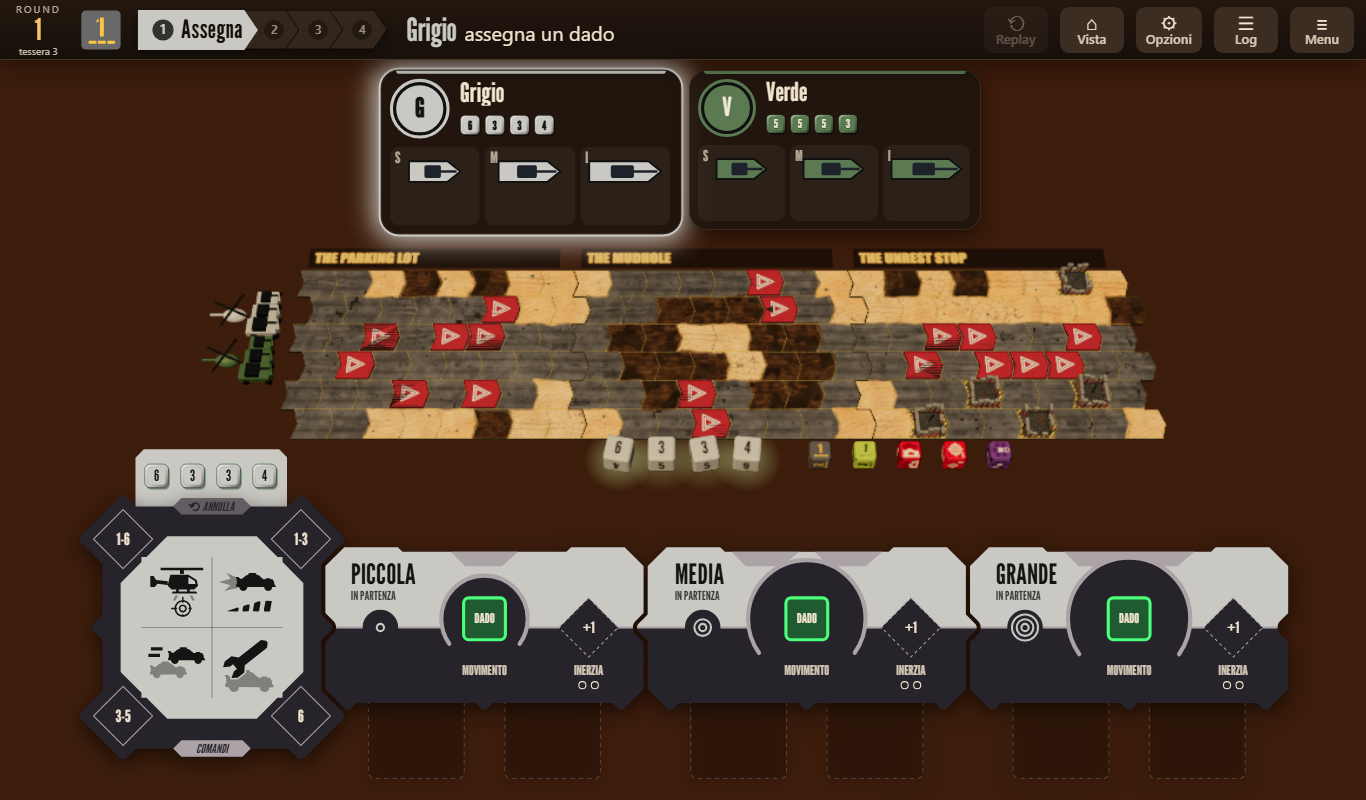 ROUND
1
tessera 3
1
1 Assegna 2 3 4
Grigio assegna un dado
Replay
Vista
Opzioni
Log
Menu
G
Grigio
6 3 3 4
S M I
V
Verde
5 5 5 3
S M I
THE PARKING LOT
THE MUDHOLE
THE UNREST STOP
6 3 3 4
6 3 3 4
ANNULLA
1-6
1-3
3-5
6
COMANDI
PICCOLA
IN PARTENZA
DADO
+1
MOVIMENTO
INERZIA
MEDIA
IN PARTENZA
DADO
+1
MOVIMENTO
INERZIA
GRANDE
IN PARTENZA
DADO
+1
MOVIMENTO
INERZIA